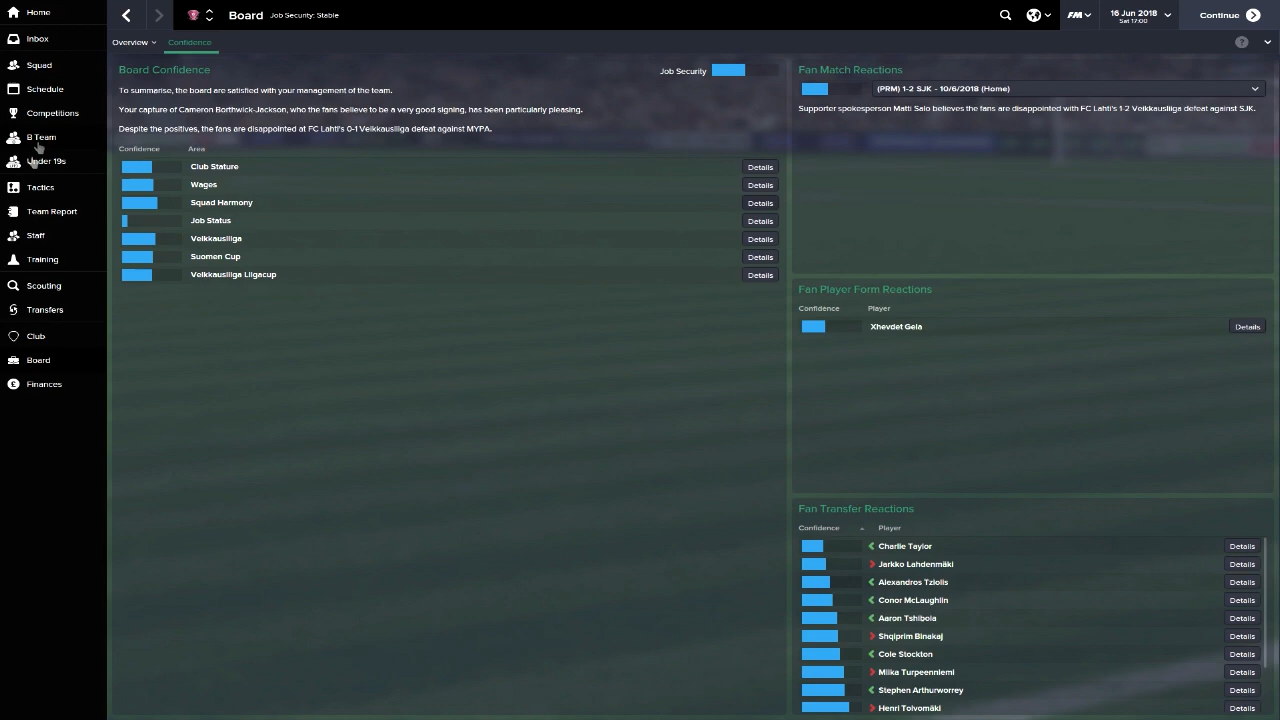 Home
Board
Job Security: Stable
FM
16 Jun 2018
Sat 17:00
Continue
Inbox
Overview
Confidence
Squad
Schedule
Competitions
B Team
Under 19s
Tactics
Team Report
Staff
Training
Scouting
Transfers
Club
Board
Finances
Board Confidence
Job Security
To summarise, the board are satisfied with your management of the team.
Your capture of Cameron Borthwick-Jackson, who the fans believe to be a very good signing, has been particularly pleasing.
Despite the positives, the fans are disappointed at FC Lahti's 0-1 Veikkausliiga defeat against MYPA.
Confidence Area
Club Stature Details
Wages Details
Squad Harmony Details
Job Status Details
Veikkausliiga Details
Suomen Cup Details
Veikkausliiga Liigacup Details
Fan Match Reactions
(PRM) 1-2 SJK - 10/6/2018 (Home)
Supporter spokesperson Matti Salo believes the fans are disappointed with FC Lahti's 1-2 Veikkausliiga defeat against SJK.
Fan Player Form Reactions
Confidence Player
Xhevdet Gela Details
Fan Transfer Reactions
Confidence Player
Charlie Taylor Details
Jarkko Lahdenmäki Details
Alexandros Tziolis Details
Conor McLaughlin Details
Aaron Tshibola Details
Shqiprim Binakaj Details
Cole Stockton Details
Miika Turpeenniemi Details
Stephen Arthurworrey Details
Henri Toivomäki Details